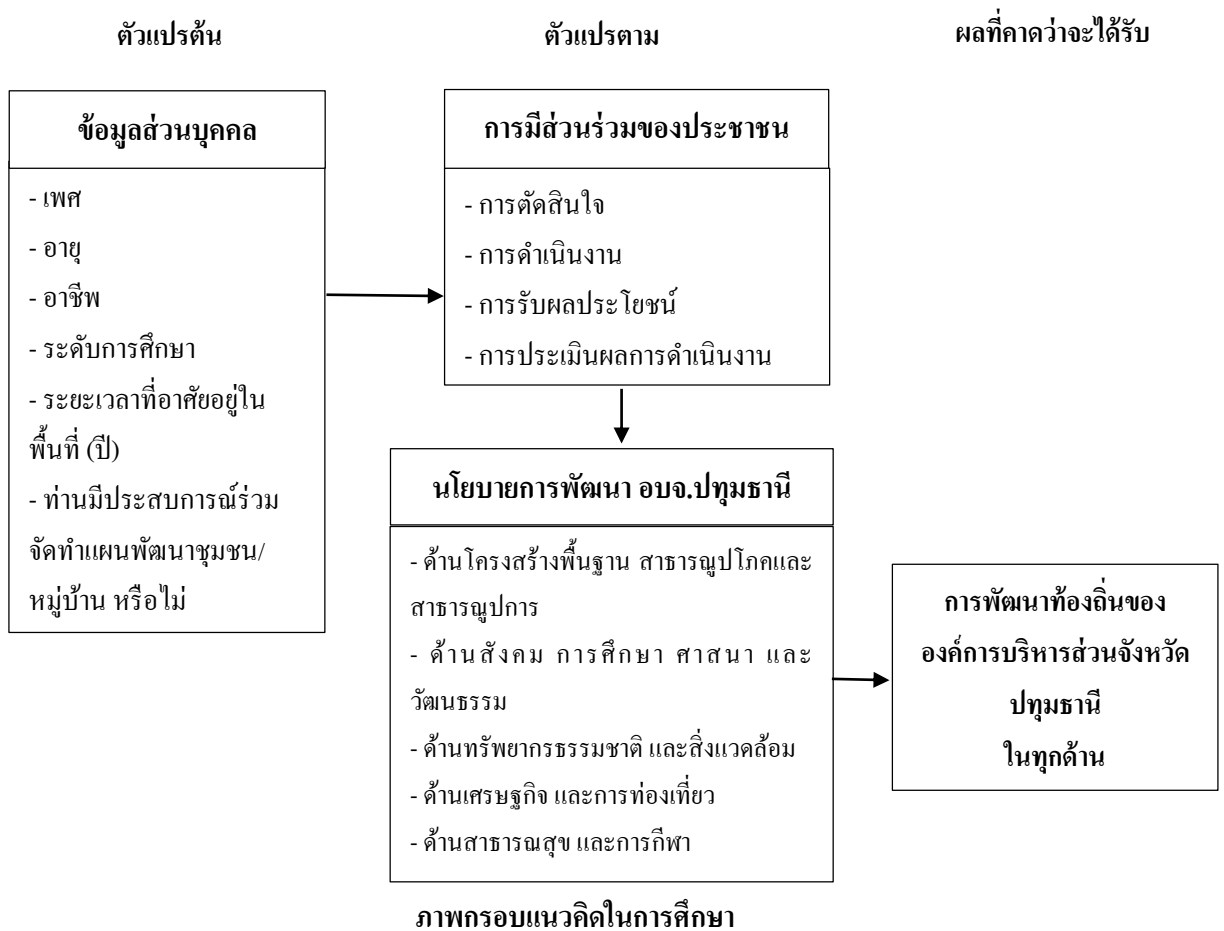 ตัวแปรต้น
ตัวแปรตาม
ผลที่คาดว่าจะได้รับ
ข้อมูลส่วนบุคคล
- เพศ
- อายุ
- อาชีพ
- ระดับการศึกษา
- ระยะเวลาที่อาศัยอยู่ใน
พื้นที่ (ปี)
- ท่านมีประสบการณ์ร่วม
จัดทำแผนพัฒนาชุมชน/
หมู่บ้าน หรือไม่
การมีส่วนร่วมของประชาชน
- การตัดสินใจ
- การดำเนินงาน
- การรับผลประโยชน์
- การประเมินผลการดำเนินงาน
นโยบายการพัฒนา อบจ.ปทุมธานี
- ด้านโครงสร้างพื้นฐาน สาธารณูปโภคและ
สาธารณูปการ
- ด้านสังคม การศึกษา ศาสนา และ
วัฒนธรรม
- ด้านทรัพยากรธรรมชาติ และสิ่งแวดล้อม
- ด้านเศรษฐกิจ และการท่องเที่ยว
- ด้านสาธารณสุข และการกีฬา
การพัฒนาท้องถิ่นของ
องค์การบริหารส่วนจังหวัด
ปทุมธานี
ในทุกด้าน
ภาพกรอบแนวคิดในการศึกษา